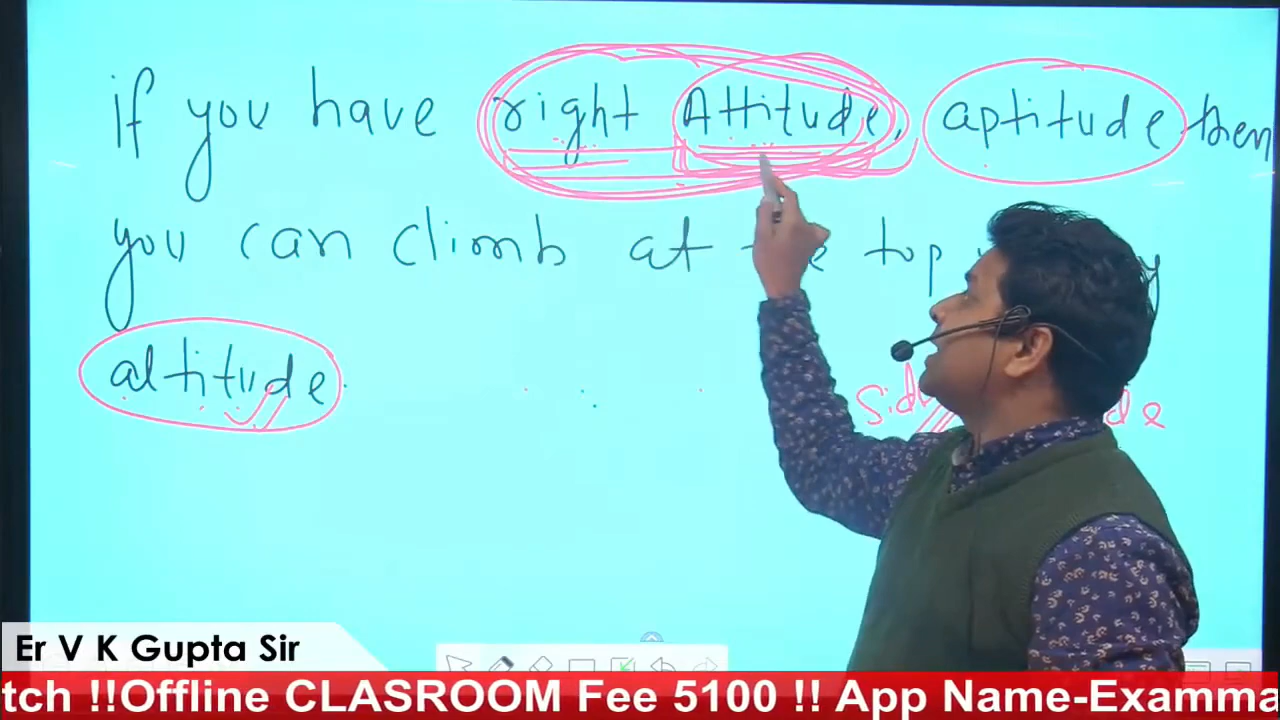 if you have right Attitude, aptitude then
you can climb at the top
altitude.
Er V K Gupta Sir
tch !!Offline CLASROOM Fee 5100 !! App Name-Examma